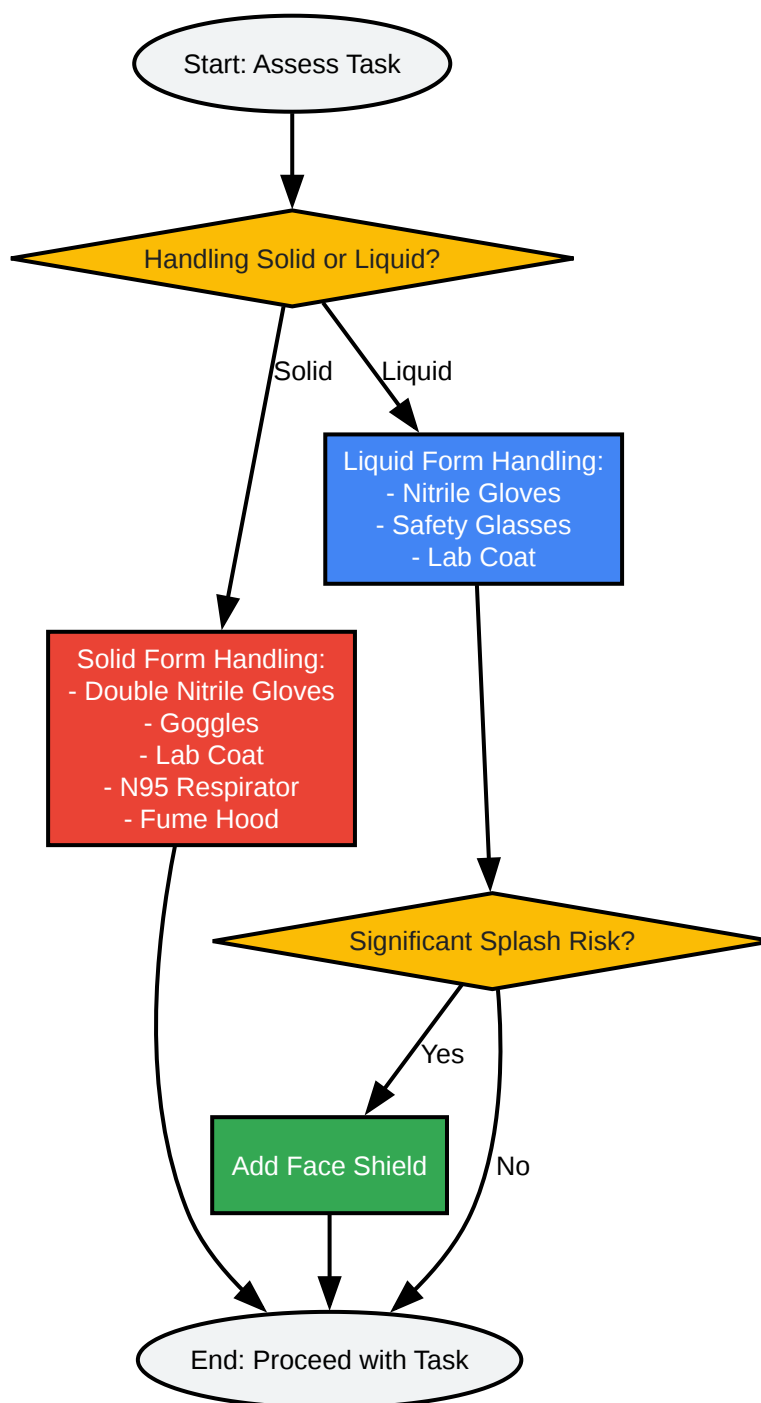 Start: Assess Task
Handling Solid or Liquid?
Solid
Liquid
Liquid Form Handling:
- Nitrile Gloves
- Safety Glasses
- Lab Coat
Solid Form Handling:
- Double Nitrile Gloves
- Goggles
- Lab Coat
- N95 Respirator
- Fume Hood
Significant Splash Risk?
Yes
Add Face Shield
No
End: Proceed with Task